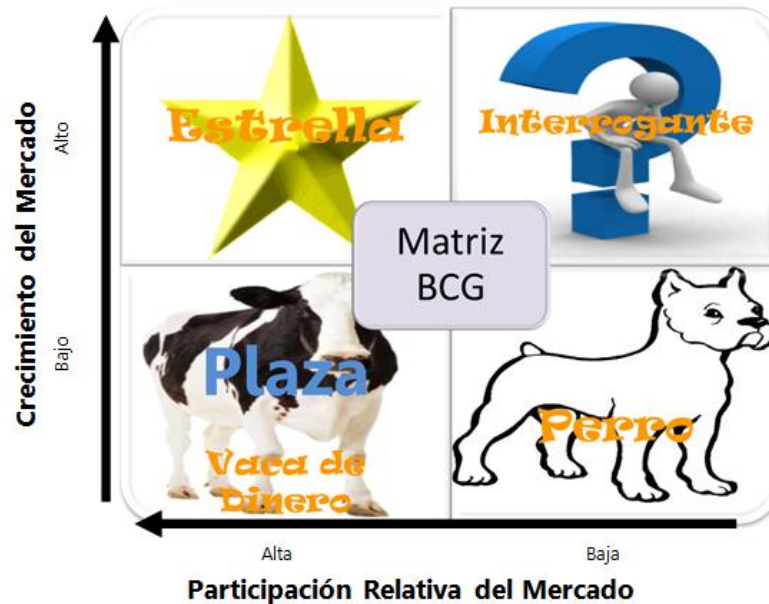 Crecimiento del Mercado
Alto
Bajo
Estrella
Interrogante
Matriz
BCG
Plaza
Vaca de
Dinero
Perro
Alta
Baja
Participación Relativa del Mercado